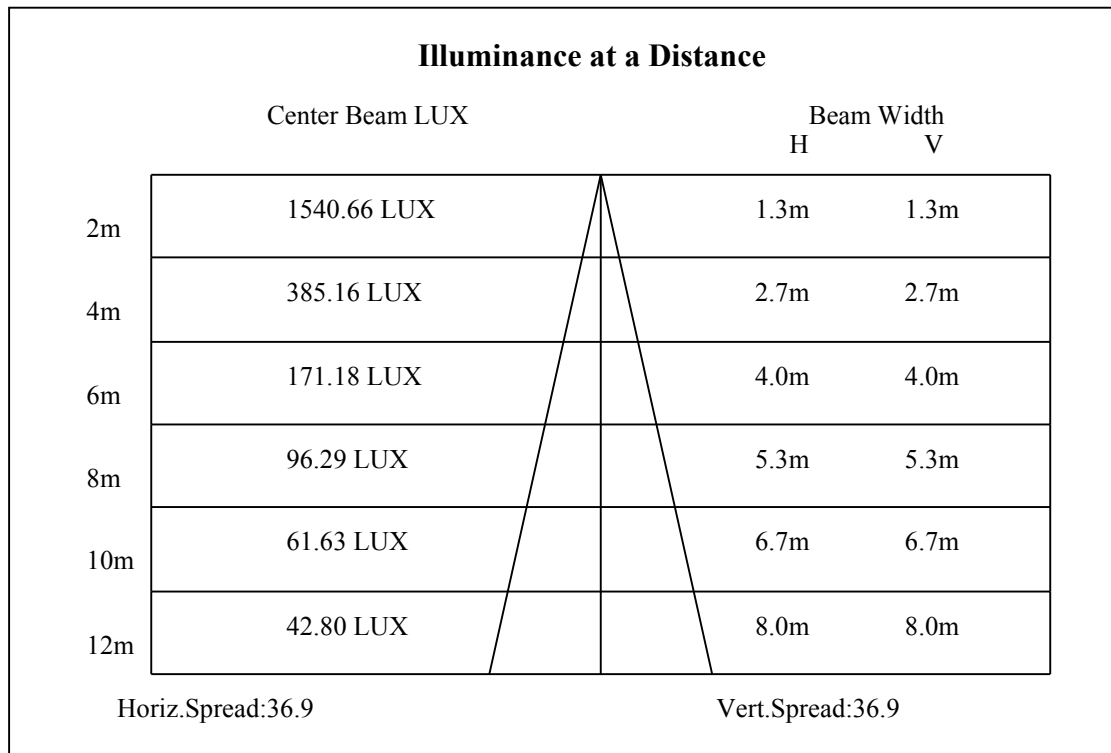 Illuminance at a Distance
Center Beam LUX Beam Width
H V
2m 1540.66 LUX 1.3m 1.3m
4m 385.16 LUX 2.7m 2.7m
6m 171.18 LUX 4.0m 4.0m
8m 96.29 LUX 5.3m 5.3m
10m 61.63 LUX 6.7m 6.7m
12m 42.80 LUX 8.0m 8.0m
Horiz.Spread:36.9 Vert.Spread:36.9